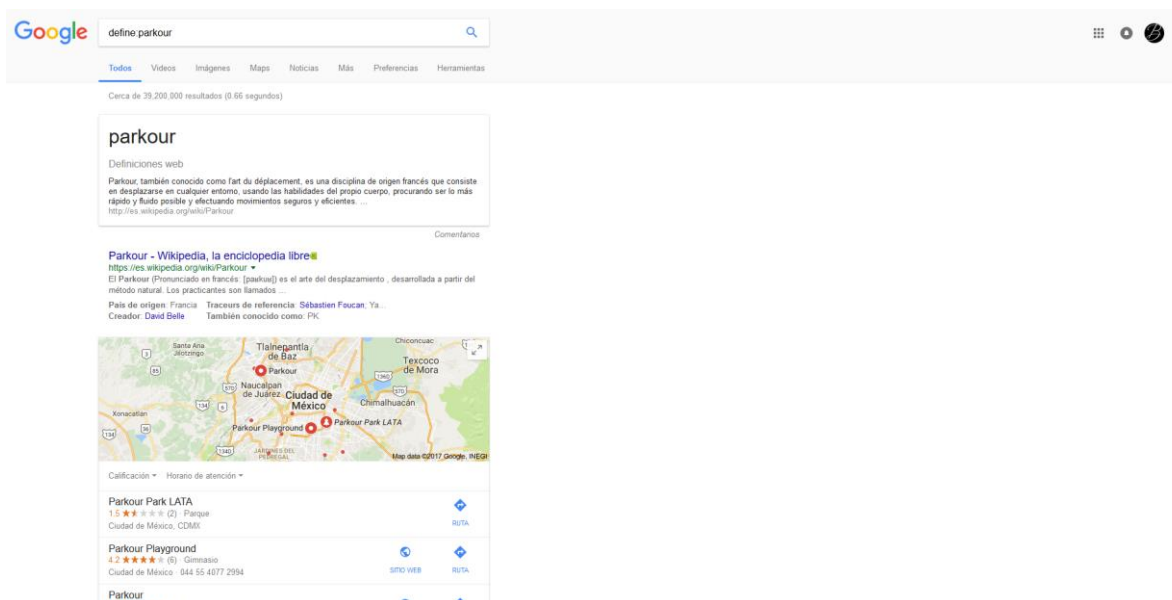 Google
define:parkour
Todos Videos Imágenes Maps Noticias Más Preferencias Herramientas
Cerca de 39,200,000 resultados (0.66 segundos)
parkour
Definiciones web
Parkour, también conocido como l'art du déplacement, es una disciplina de origen francés que consiste
en desplazarse en cualquier entorno, usando las habilidades del propio cuerpo, procurando ser lo más
rápido y fluido posible y efectuando movimientos seguros y eficientes. ...
http://es.wikipedia.org/wiki/Parkour
Comentarios
Parkour - Wikipedia, la enciclopedia libre
https://es.wikipedia.org/wiki/Parkour
El Parkour (Pronunciado en francés: ) es el arte del desplazamiento , desarrollada a partir del
método natural. Los practicantes son llamados ...
País de origen: Francia Traceurs de referencia: Sébastien Foucan; Ya...
Creador: David Belle También conocido como: PK
Santa Ana
Jilotzingo
Tlalnepantla
de Baz
Chiconcuac
Texcoco
de Mora
Parkour
Naucalpan
de Juárez
Ciudad de
México
Chimalhuacán
Xonacatlan
Parkour Playground
Parkour Park LATA
JARDINES DEL
PEDREGAL
Map data ©2017 Google, INEGI
Calificación Horario de atención
Parkour Park LATA
1.5 (2) · Parque
Ciudad de México, CDMX
RUTA
Parkour Playground
4.2 (6) · Gimnasio
Ciudad de México · 044 55 4077 2994
SITIO WEB RUTA
Parkour